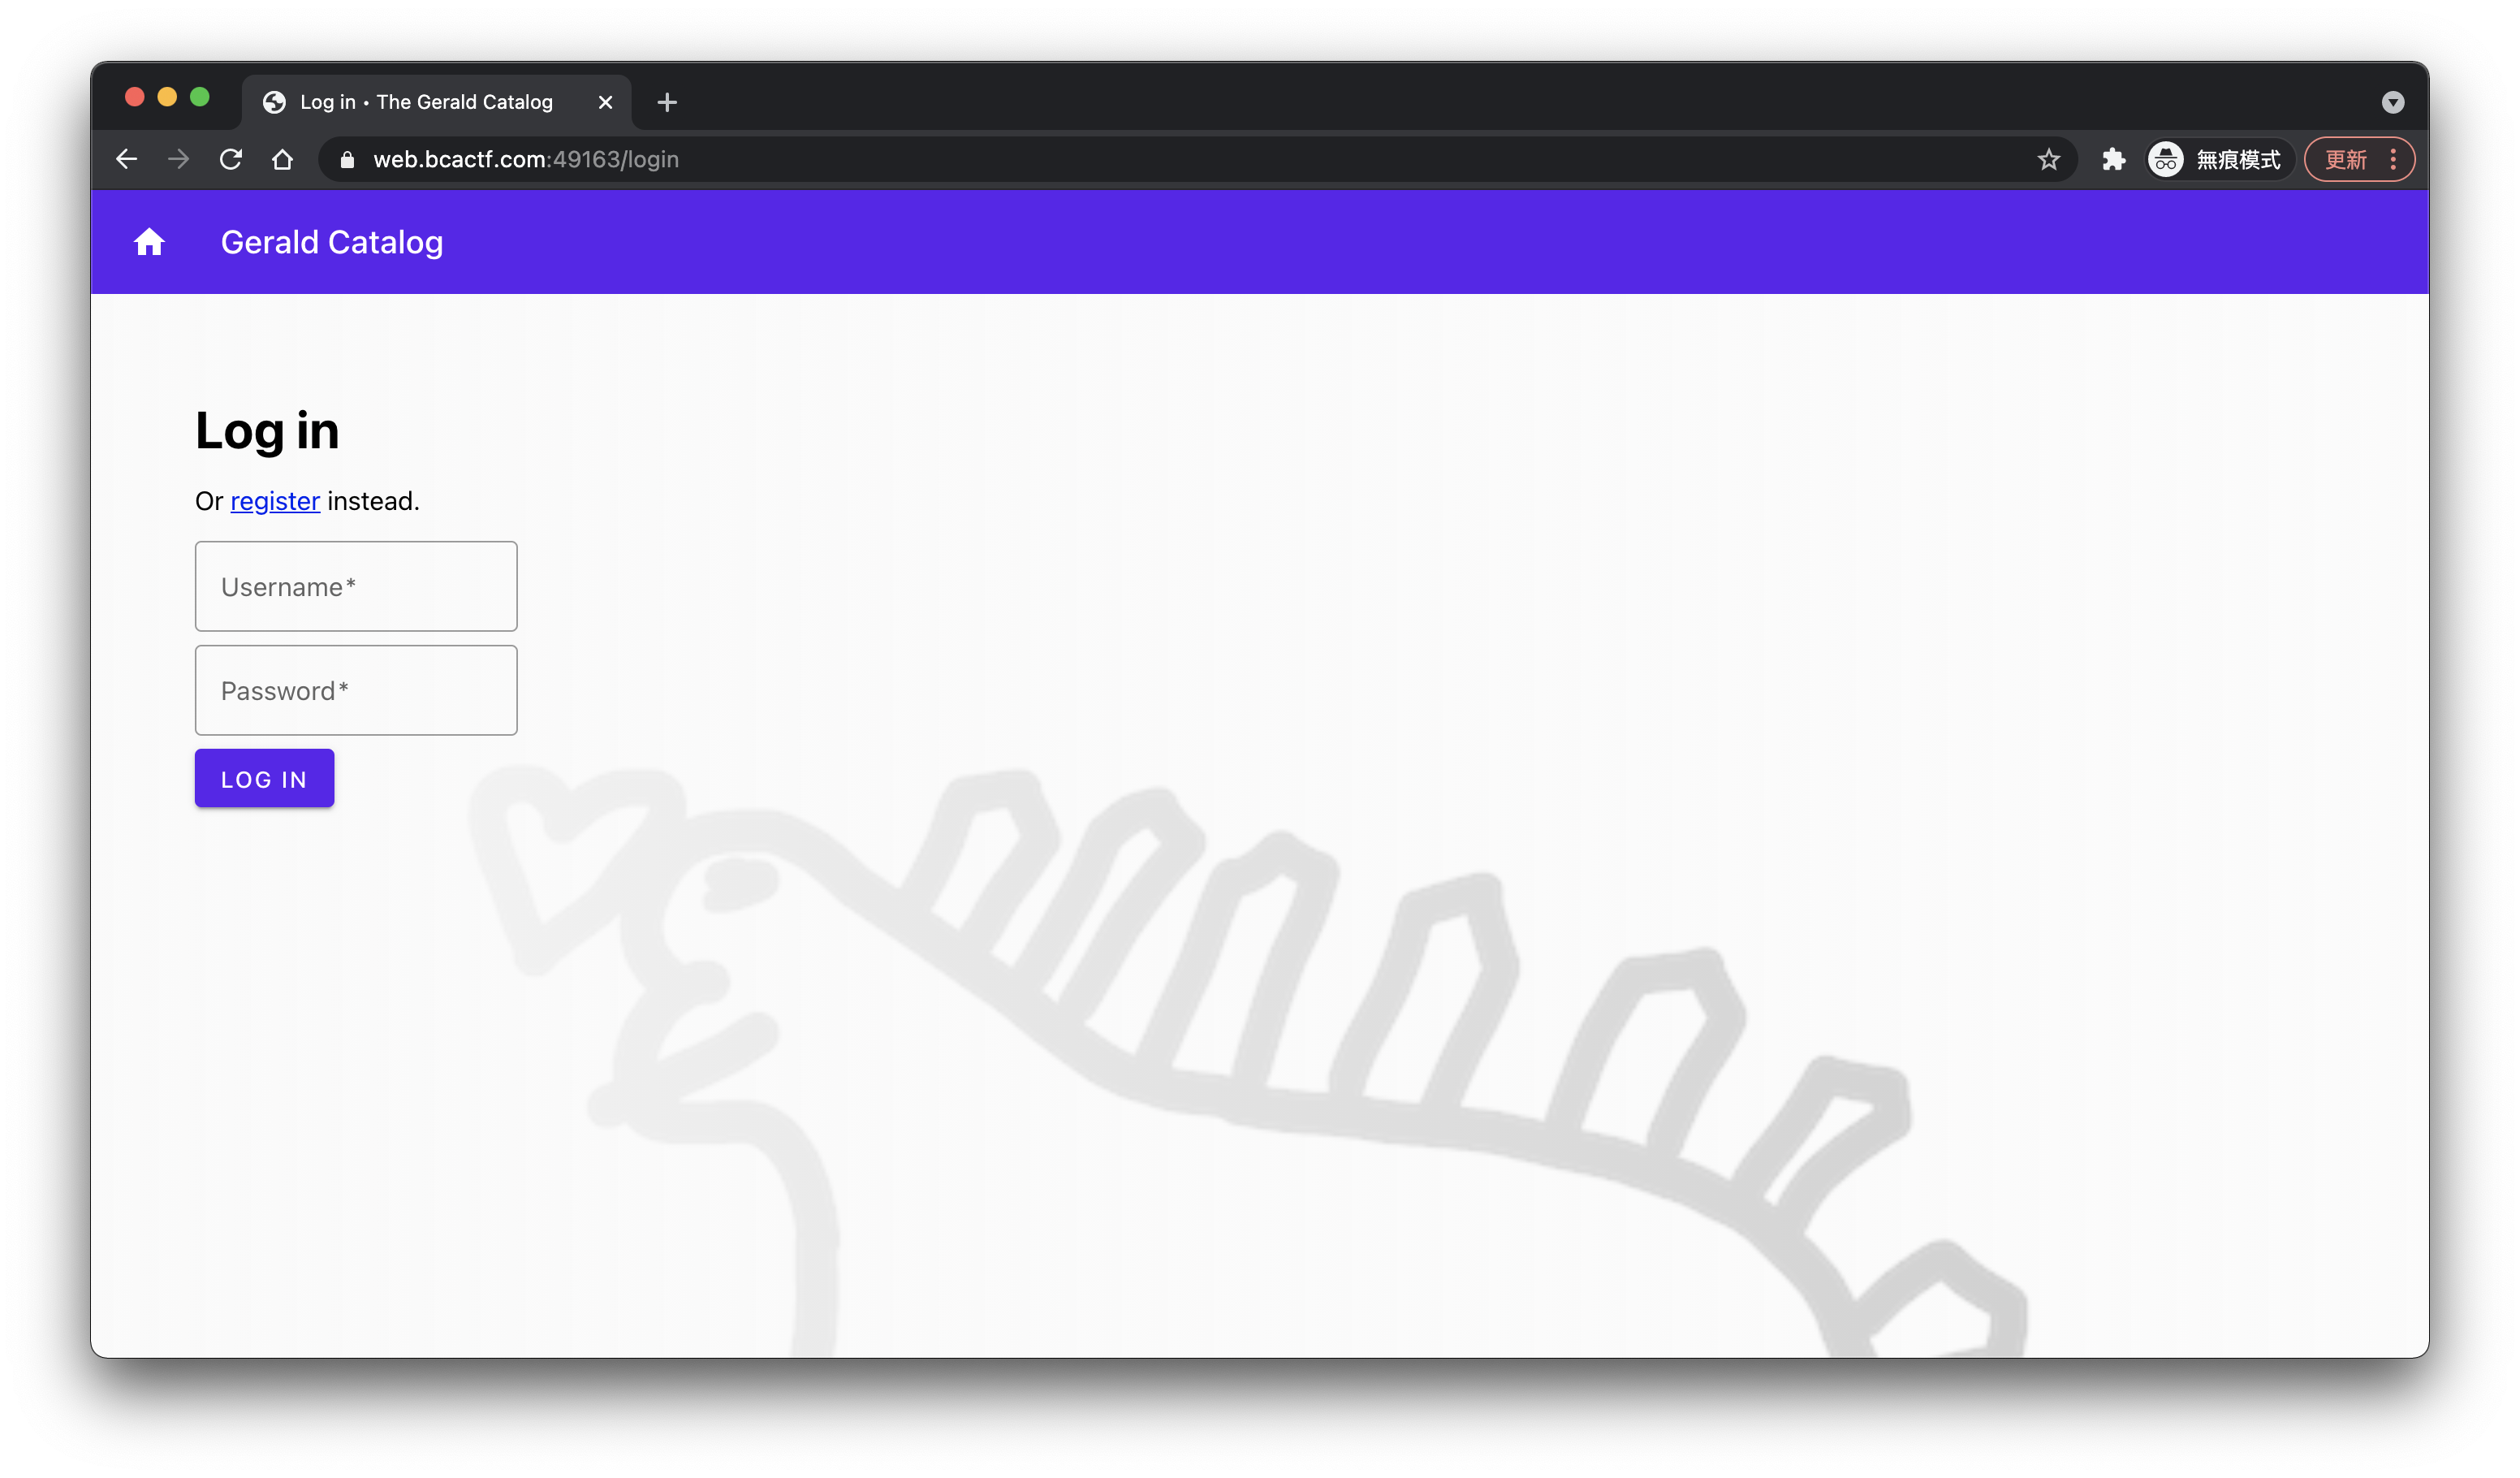 Log in • The Gerald Catalog
web.bcactf.com:49163/login
無痕模式
更新
Gerald Catalog
Log in
Or register instead.
Username*
Password*
LOG IN